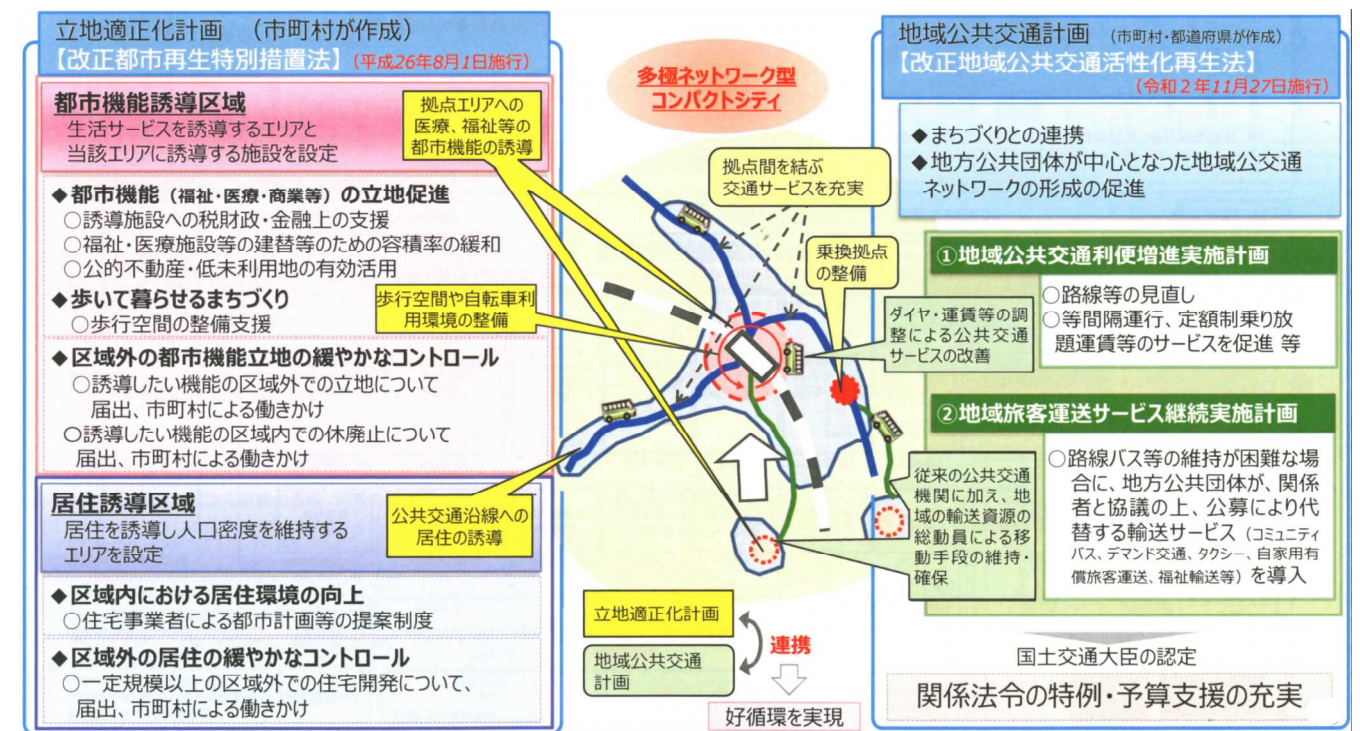 立地適正化計画 (市町村が作成)
【改正都市再生特別措置法】(平成26年8月1日施行)
都市機能誘導区域
生活サービスを誘導するエリアと
当該エリアに誘導する施設を設定
◆都市機能(福祉・医療・商業等)の立地促進
○誘導施設への税財政・金融上の支援
○福祉・医療施設等の建替等のための容積率の緩和
○公的不動産・低未利用地の有効活用
◆歩いて暮らせるまちづくり
○歩行空間の整備支援
◆区域外の都市機能立地の緩やかなコントロール
○誘導したい機能の区域外での立地について
届出、市町村による働きかけ
○誘導したい機能の区域内での休廃止について
届出、市町村による働きかけ
居住誘導区域
居住を誘導し人口密度を維持する
エリアを設定
◆区域内における居住環境の向上
○住宅事業者による都市計画等の提案制度
◆区域外の居住の緩やかなコントロール
○一定規模以上の区域外での住宅開発について、
届出、市町村による働きかけ
多極ネットワーク型
コンパクトシティ
拠点エリアへの
医療、福祉等の
都市機能の誘導
拠点間を結ぶ
交通サービスを充実
乗換拠点
の整備
歩行空間や自転車利
用環境の整備
ダイヤ・運賃等の調
整による公共交通
サービスの改善
公共交通沿線への
居住の誘導
従来の公共交通
機関に加え、地
域の輸送資源の
総動員による移
動手段の維持・
確保
立地適正化計画
連携
地域公共交通
計画
好循環を実現
地域公共交通計画 (市町村・都道府県が作成)
【改正地域公共交通活性化再生法】
(令和2年11月27日施行)
◆まちづくりとの連携
◆地方公共団体が中心となった地域公交通
ネットワークの形成の促進
①地域公共交通利便増進実施計画
○路線等の見直し
○等間隔運行、定額制乗り放
題運賃等のサービスを促進 等
②地域旅客運送サービス継続実施計画
○路線バス等の維持が困難な場
合に、地方公共団体が、関係
者と協議の上、公募により代
替する輸送サービス(コミュニティ
バス、デマンド交通、タクシー、自家用有
償旅客運送、福祉輸送等)を導入
国土交通大臣の認定
関係法令の特例・予算支援の充実